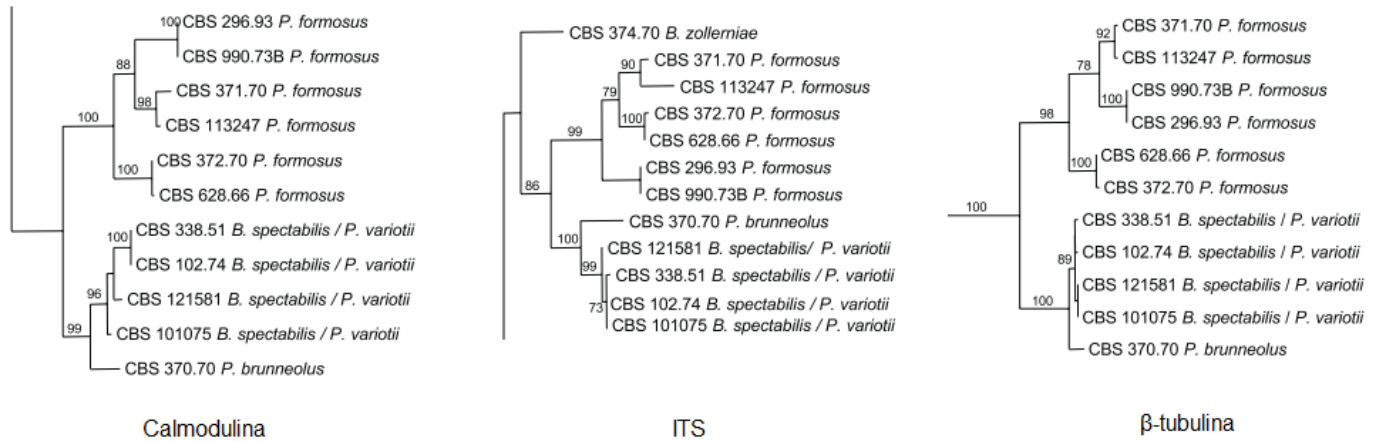 100
CBS 296.93 P. formosus
CBS 990.73B P. formosus
88
CBS 371.70 P. formosus
98
CBS 113247 P. formosus
100
CBS 372.70 P. formosus
100
CBS 628.66 P. formosus
CBS 338.51 B. spectabilis / P. variotii
100
CBS 102.74 B. spectabilis / P. variotii
CBS 121581 B. spectabilis / P. variotii
96
CBS 101075 B. spectabilis / P. variotii
99
CBS 370.70 P. brunneolus
Calmodulina
CBS 374.70 B. zollerniae
CBS 371.70 P. formosus
90
CBS 113247 P. formosus
79
CBS 372.70 P. formosus
100
CBS 628.66 P. formosus
99
CBS 296.93 P. formosus
86
CBS 990.73B P. formosus
CBS 370.70 P. brunneolus
100
CBS 121581 B. spectabilis/ P. variotii
99
CBS 338.51 B. spectabilis / P. variotii
73
CBS 102.74 B. spectabilis / P. variotii
CBS 101075 B. spectabilis / P. variotii
ITS
CBS 371.70 P. formosus
92
CBS 113247 P. formosus
78
CBS 990.73B P. formosus
100
CBS 296.93 P. formosus
98
CBS 628.66 P. formosus
100
CBS 372.70 P. formosus
100
CBS 338.51 B. spectabilis / P. variotii
CBS 102.74 B. spectabilis / P. variotii
89
CBS 121581 B. spectabilis / P. variotii
100
CBS 101075 B. spectabilis / P. variotii
CBS 370.70 P. brunneolus
β-tubulina